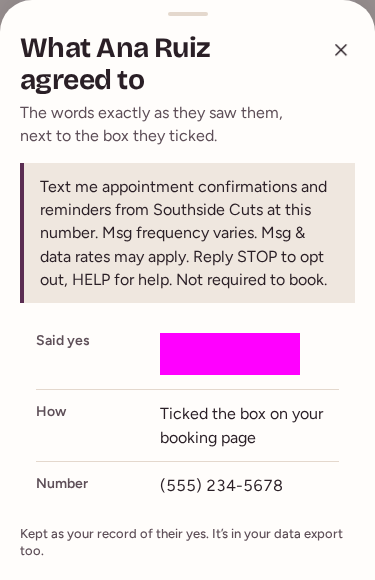 What Ana Ruiz
agreed to
The words exactly as they saw them,
next to the box they ticked.
Text me appointment confirmations and
reminders from Southside Cuts at this
number. Msg frequency varies. Msg &
data rates may apply. Reply STOP to opt
out, HELP for help. Not required to book.
Said yes
How
Ticked the box on your
booking page
Number
(555) 234-5678
Kept as your record of their yes. It’s in your data export
too.